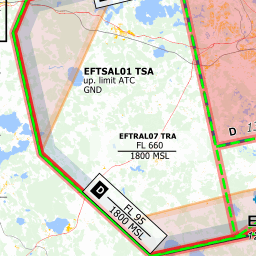 EFTSAL01 TSA
up. limit ATC
GND
EFTRAL07 TRA
FL 660
1800 MSL
D
D
FL 95
1800 MSL
E